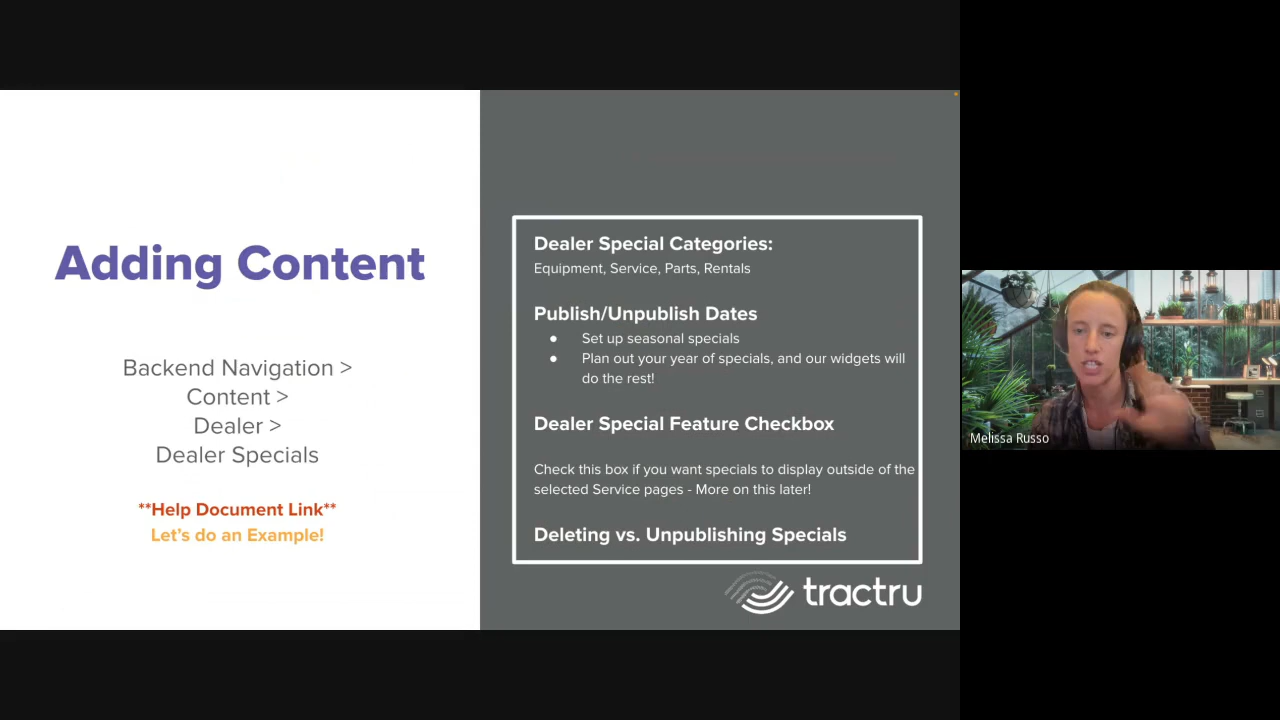 Adding Content
Backend Navigation >
Content >
Dealer >
Dealer Specials
**Help Document Link**
Let's do an Example!
Dealer Special Categories:
Equipment, Service, Parts, Rentals
Publish/Unpublish Dates
● Set up seasonal specials
● Plan out your year of specials, and our widgets will
do the rest!
Dealer Special Feature Checkbox
Check this box if you want specials to display outside of the
selected Service pages - More on this later!
Deleting vs. Unpublishing Specials
tractru
Melissa Russo